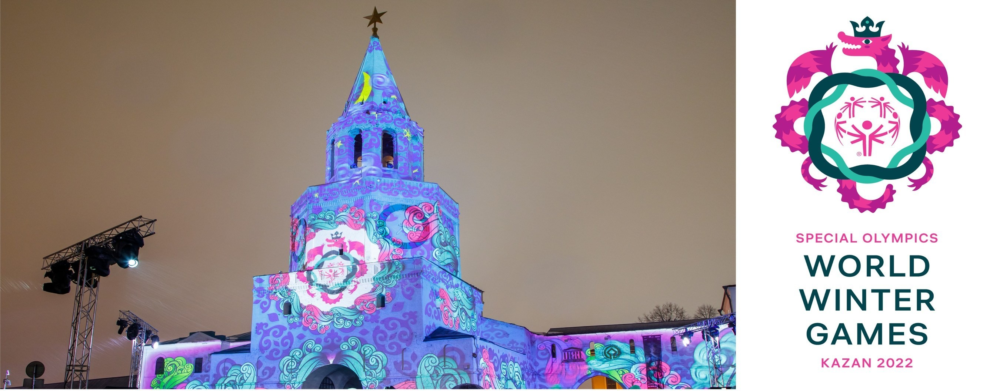 ®
SPECIAL OLYMPICS
WORLD
WINTER
GAMES
KAZAN 2022